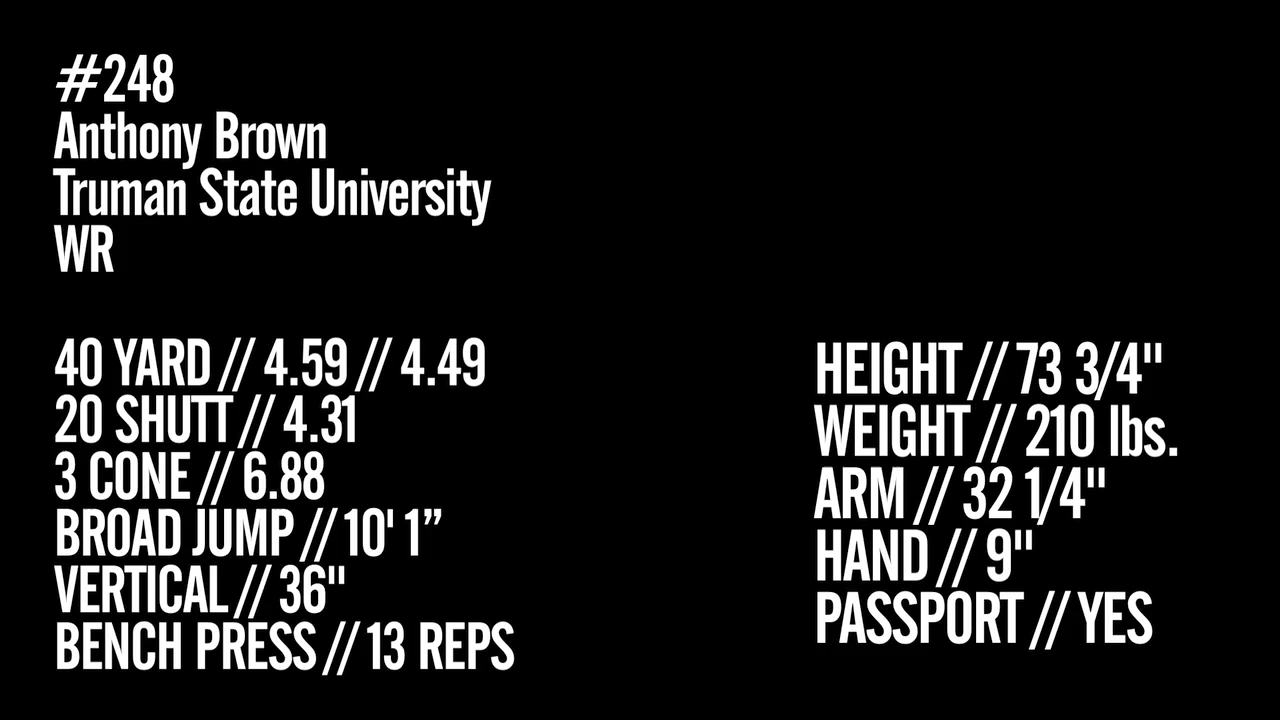 #248
Anthony Brown
Truman State University
WR
40 YARD // 4.59 // 4.49
20 SHUTT // 4.31
3 CONE // 6.88
BROAD JUMP // 10' 1”
VERTICAL // 36"
BENCH PRESS // 13 REPS
HEIGHT // 73 3/4"
WEIGHT // 210 lbs.
ARM // 32 1/4"
HAND // 9"
PASSPORT // YES